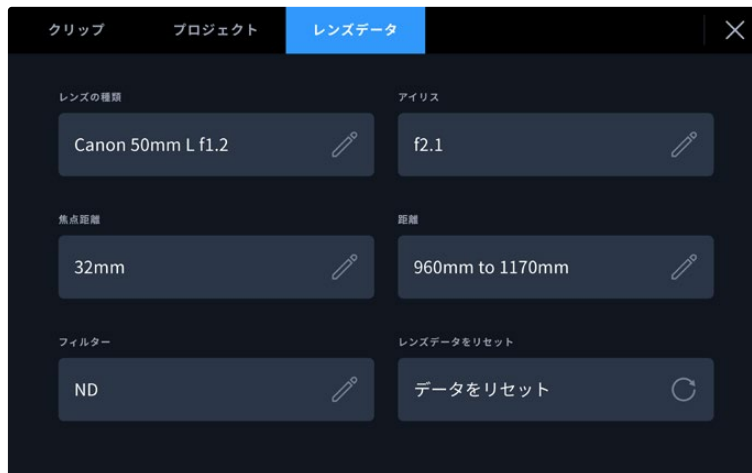 クリップ プロジェクト レンズデータ
レンズの種類 アイリス
Canon 50mm L f1.2 f2.1
焦点距離 距離
32mm 960mm to 1170mm
フィルター レンズデータをリセット
ND データをリセット